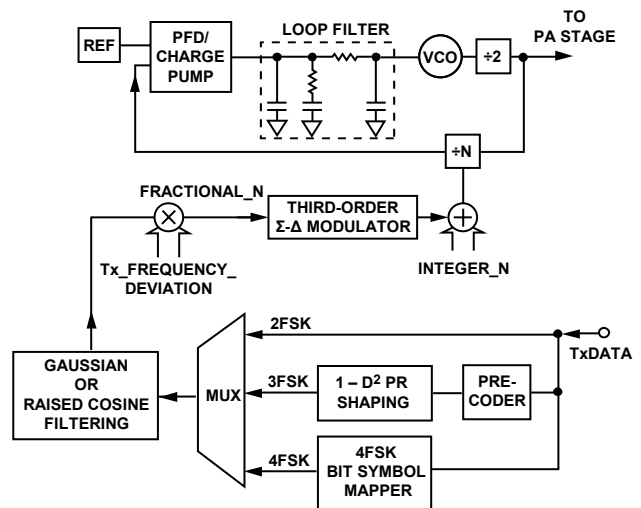 LOOP FILTER
TO
PA STAGE
REF
PFD/
CHARGE
PUMP
VCO
÷2
÷N
FRACTIONAL_N
THIRD-ORDER
Σ-Δ MODULATOR
Tx_FREQUENCY_
DEVIATION
INTEGER_N
2FSK
TxDATA
GAUSSIAN
OR
RAISED COSINE
FILTERING
MUX
3FSK
1 – D² PR
SHAPING
PRE-
CODER
4FSK
4FSK
BIT SYMBOL
MAPPER